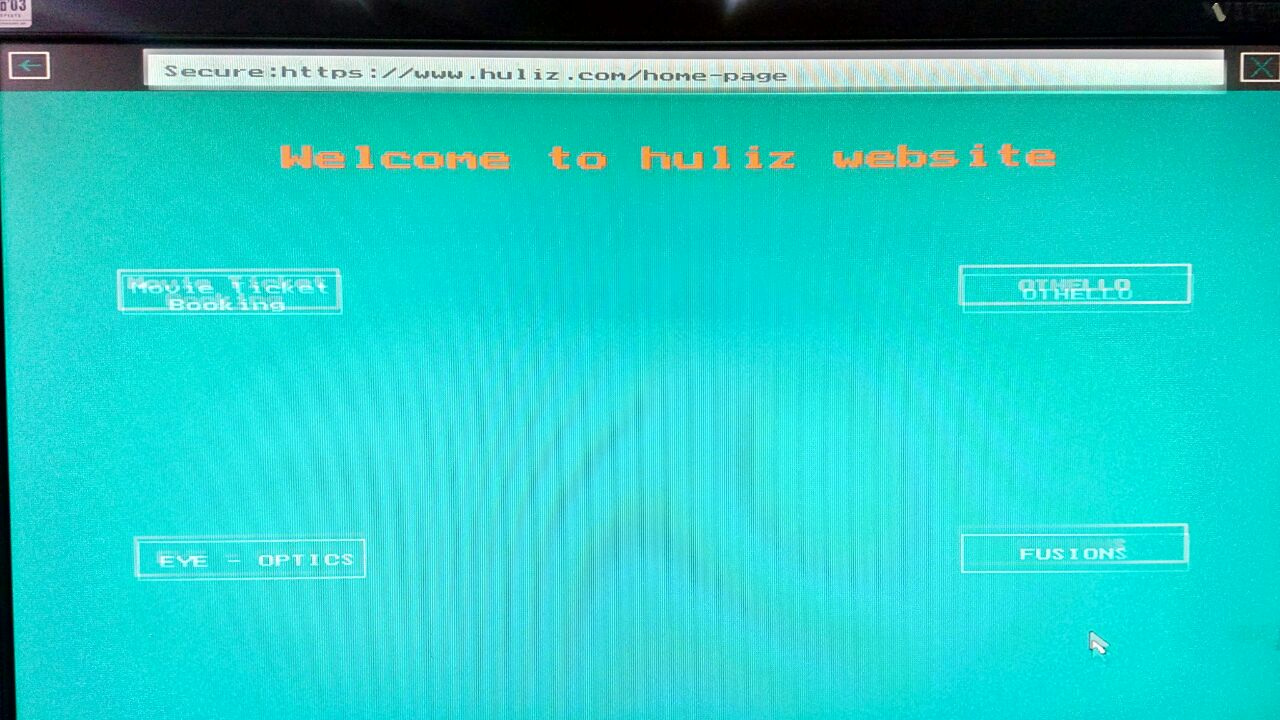 Secure:https://www.huliz.com/home-page
Welcome to huliz website
Movie Ticket
Booking
OTHELLO
EYE - OPTICS
FUSIONS